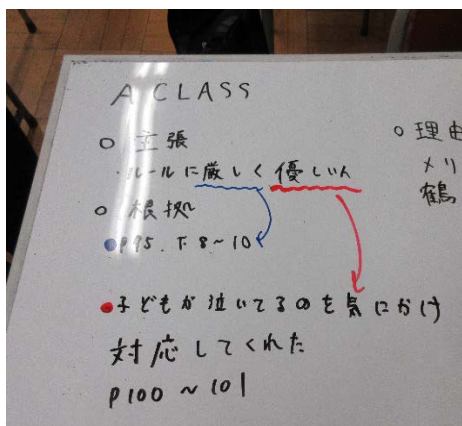 A CLASS
○ 主張
・ルールに厳しく優しい人
○ 根拠
●P95.下8~10
●子どもが泣いてるのを気にかけ
対応してくれた
P100~101
○ 理由
メリ
鶴